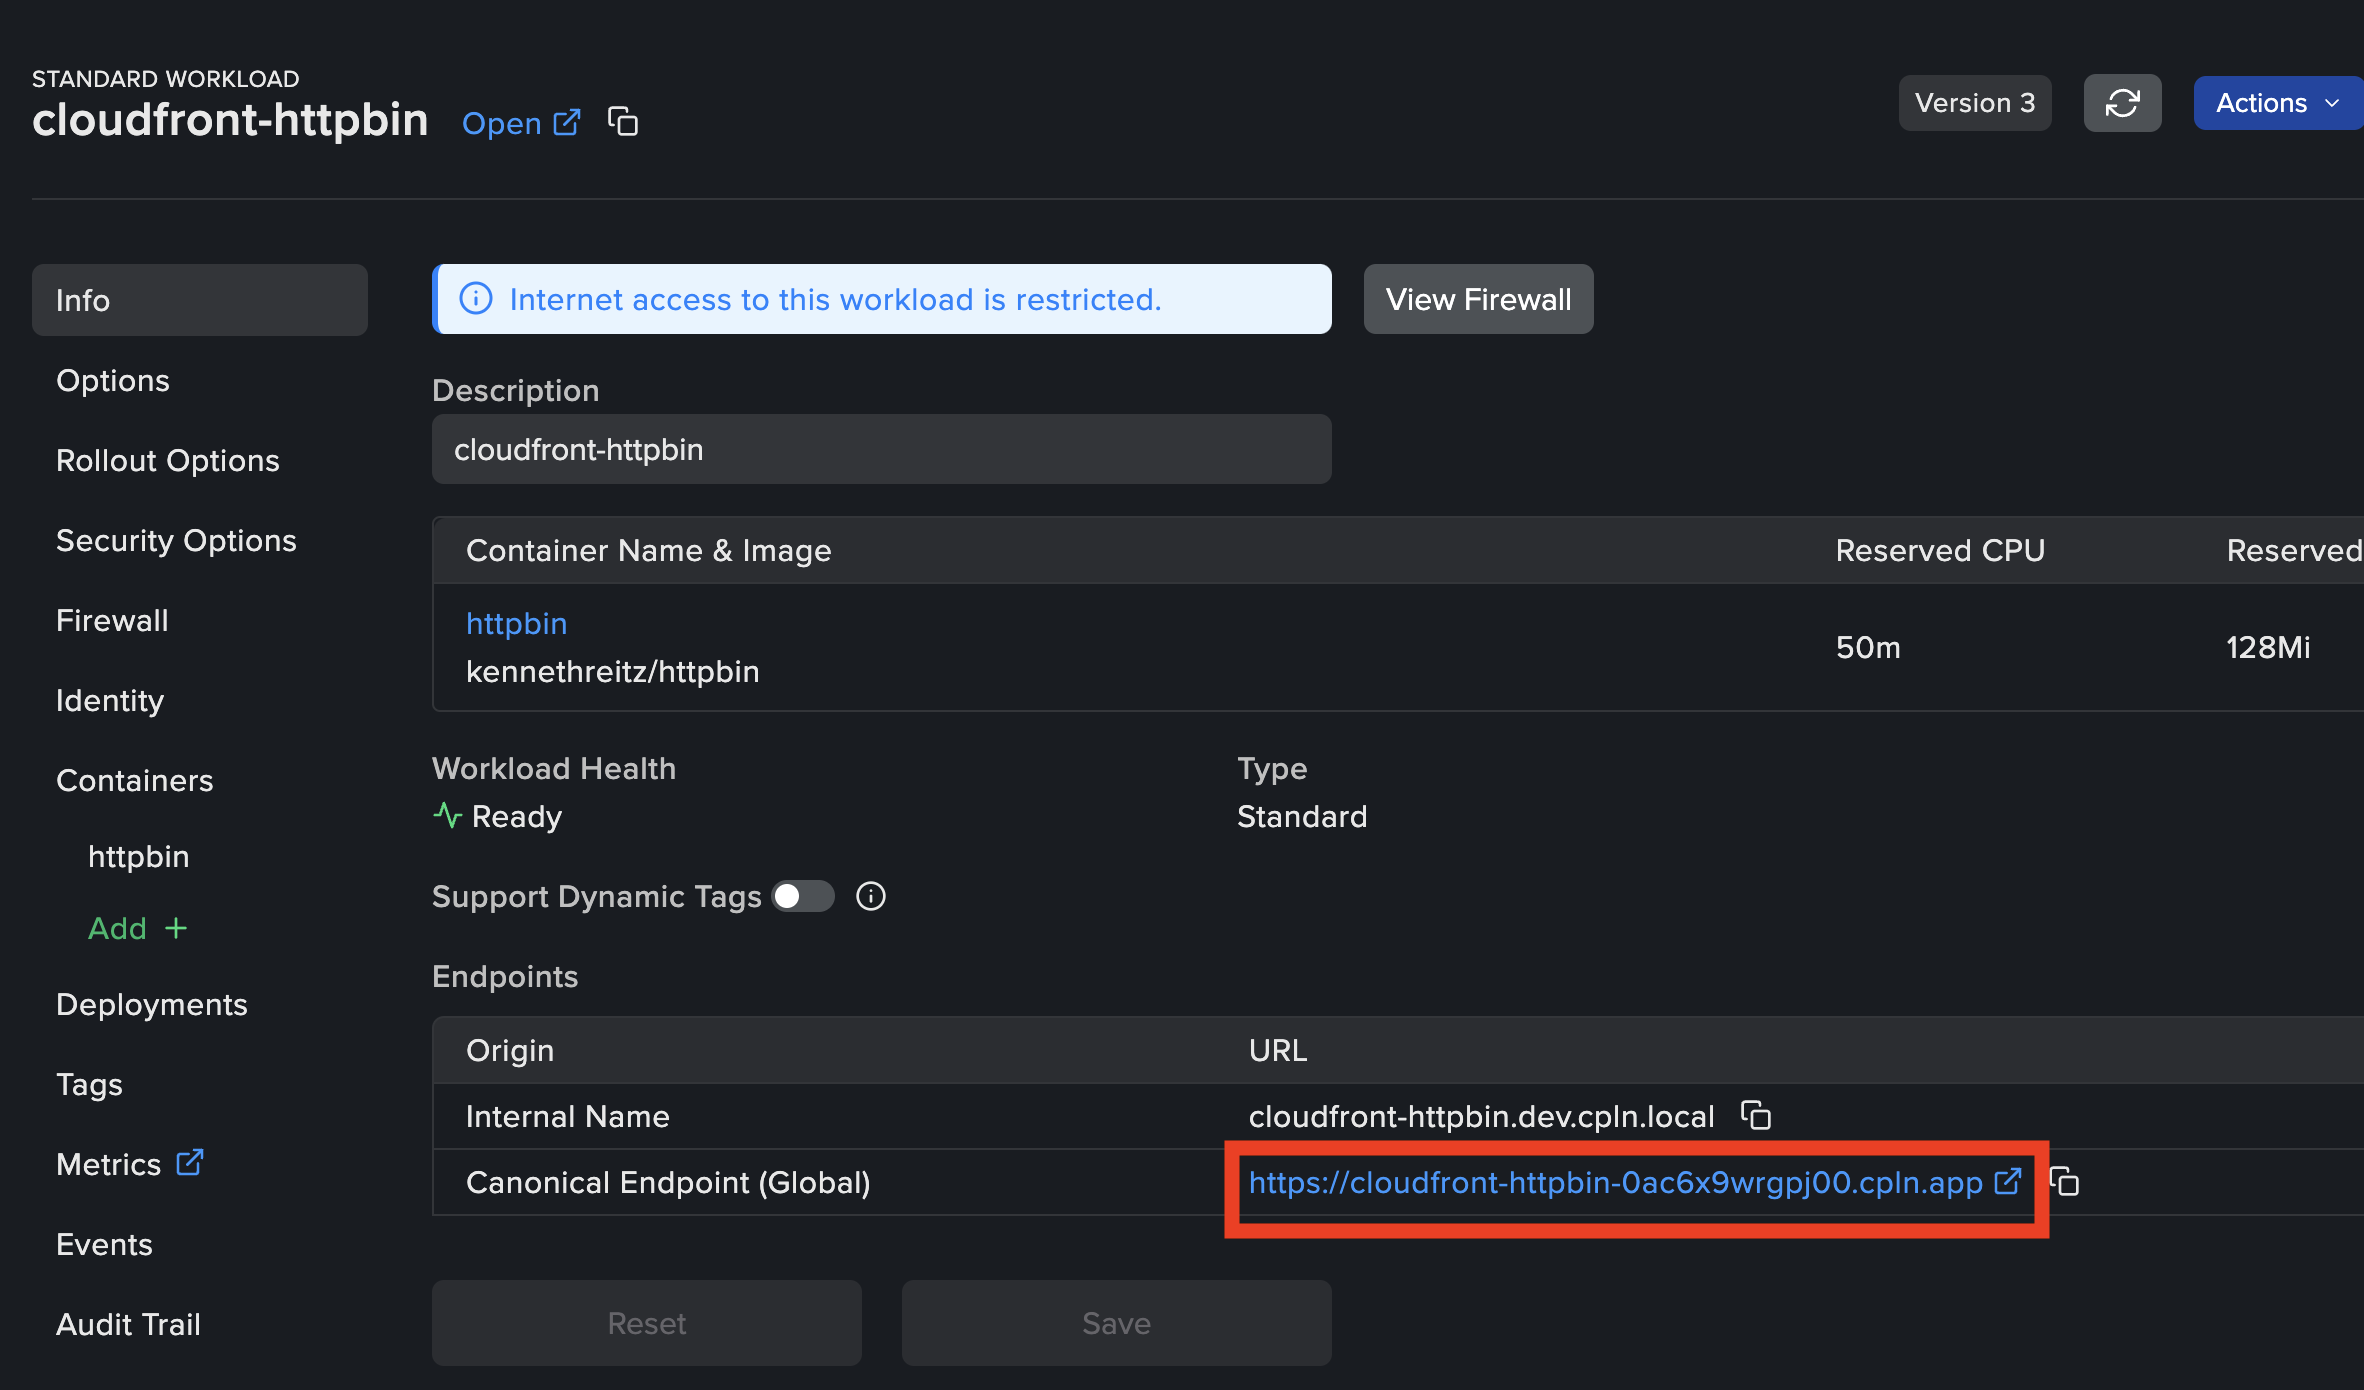 STANDARD WORKLOAD
cloudfront-httpbin Open
Version 3
Actions
Info
Options
Rollout Options
Security Options
Firewall
Identity
Containers
httpbin
Add +
Deployments
Tags
Metrics
Events
Audit Trail
Internet access to this workload is restricted.
View Firewall
Description
cloudfront-httpbin
Container Name & Image Reserved CPU Reserved
httpbin
kennethreitz/httpbin
50m 128Mi
Workload Health
Ready
Type
Standard
Support Dynamic Tags
Endpoints
Origin URL
Internal Name cloudfront-httpbin.dev.cpln.local
Canonical Endpoint (Global) https://cloudfront-httpbin-0ac6x9wrgpj00.cpln.app
Reset Save